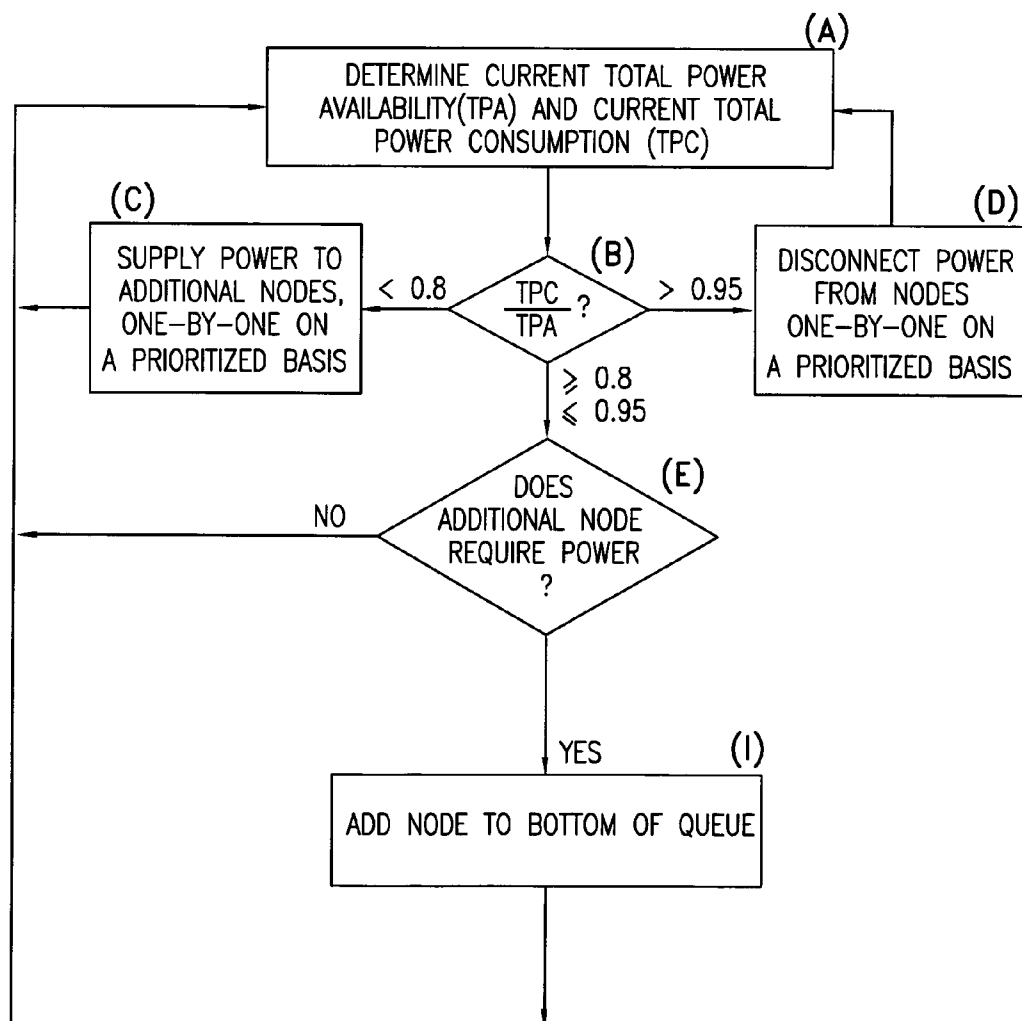 (A)
DETERMINE CURRENT TOTAL POWER
AVAILABILITY(TPA) AND CURRENT TOTAL
POWER CONSUMPTION (TPC)
(C)
SUPPLY POWER TO
ADDITIONAL NODES,
ONE-BY-ONE ON
A PRIORITIZED BASIS
< 0.8
(B)
TPC
TPA
?
> 0.95
(D)
DISCONNECT POWER
FROM NODES
ONE-BY-ONE ON
A PRIORITIZED BASIS
⩾ 0.8
⩽ 0.95
(E)
DOES
ADDITIONAL NODE
REQUIRE POWER
?
NO
YES
(I)
ADD NODE TO BOTTOM OF QUEUE